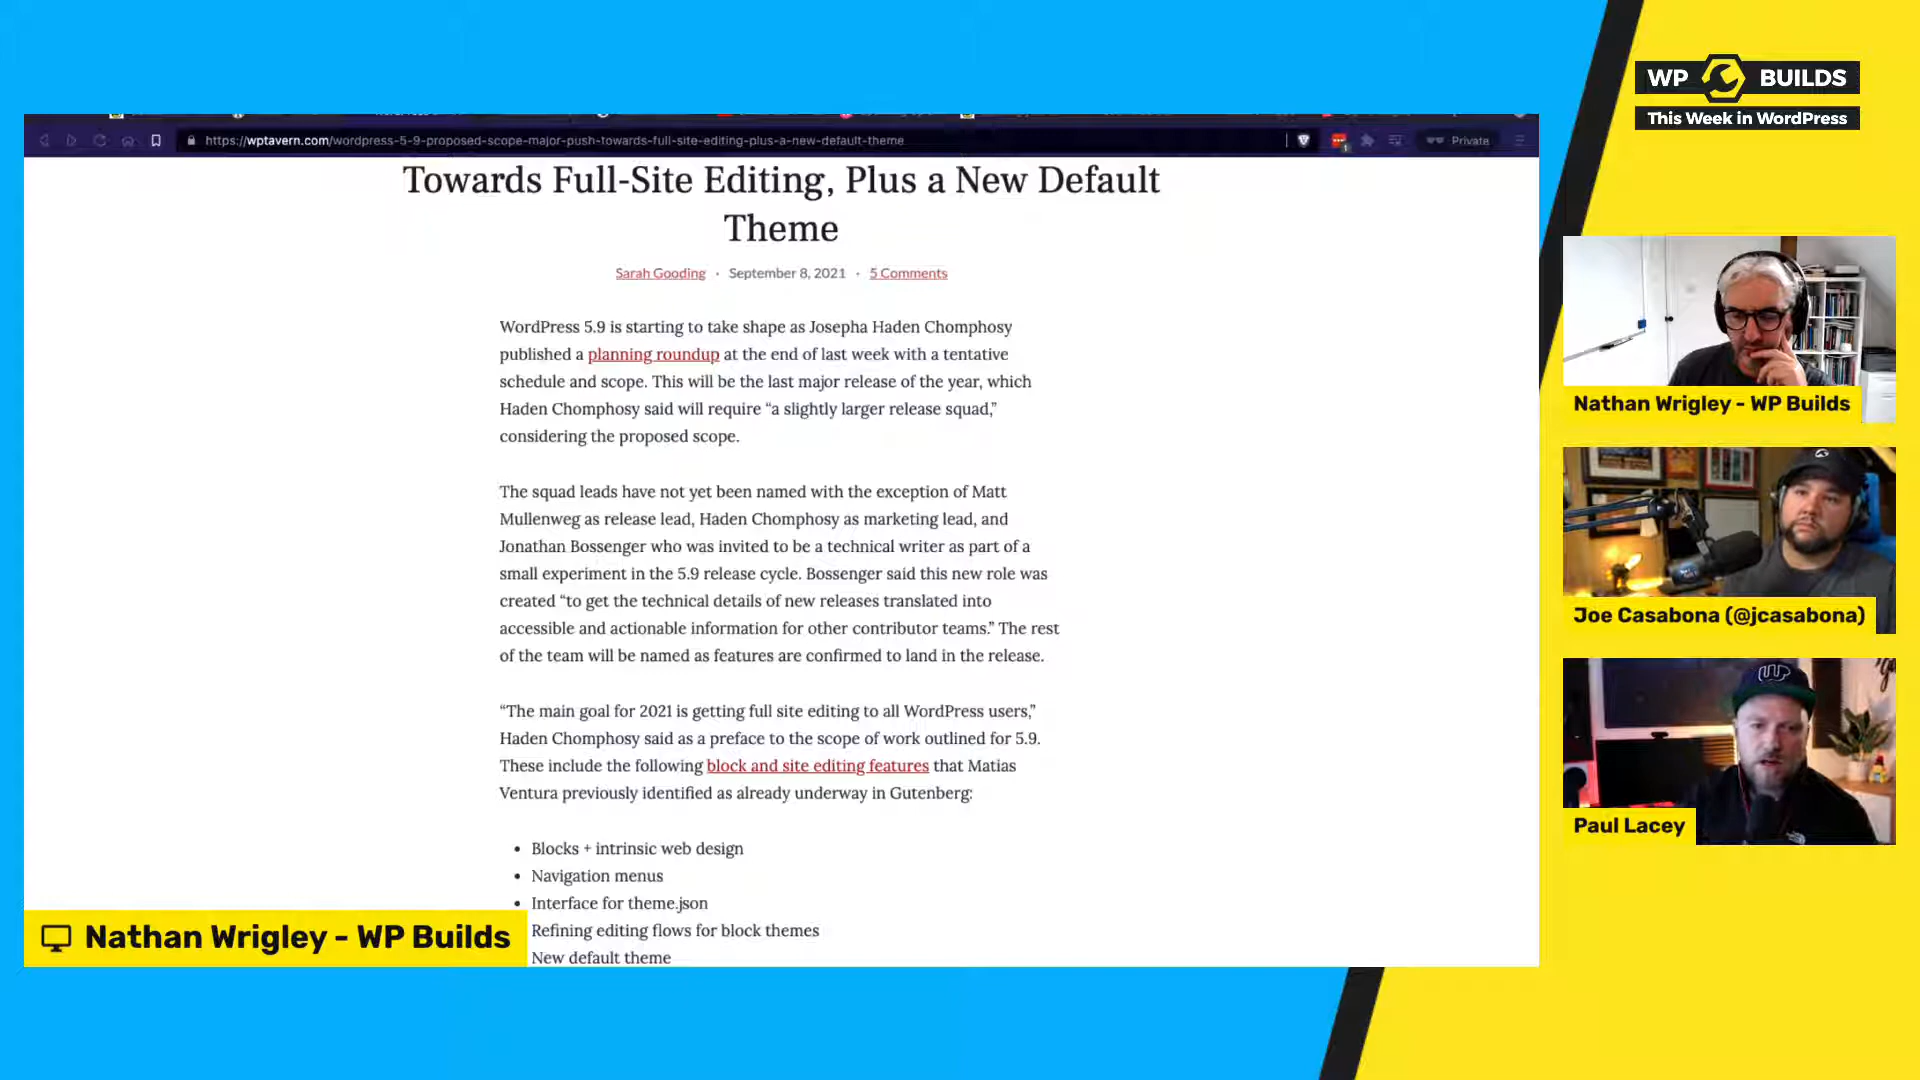 WP BUILDS
This Week in WordPress
https://wptavern.com/wordpress-5-9-proposed-scope-major-push-towards-full-site-editing-plus-a-new-default-theme
Private
Towards Full-Site Editing, Plus a New Default
Theme
Sarah Gooding · September 8, 2021 · 5 Comments
WordPress 5.9 is starting to take shape as Josepha Haden Chomphosy
published a planning roundup at the end of last week with a tentative
schedule and scope. This will be the last major release of the year, which
Haden Chomphosy said will require “a slightly larger release squad,”
considering the proposed scope.
The squad leads have not yet been named with the exception of Matt
Mullenweg as release lead, Haden Chomphosy as marketing lead, and
Jonathan Bossenger who was invited to be a technical writer as part of a
small experiment in the 5.9 release cycle. Bossenger said this new role was
created “to get the technical details of new releases translated into
accessible and actionable information for other contributor teams.” The rest
of the team will be named as features are confirmed to land in the release.
“The main goal for 2021 is getting full site editing to all WordPress users,”
Haden Chomphosy said as a preface to the scope of work outlined for 5.9.
These include the following block and site editing features that Matias
Ventura previously identified as already underway in Gutenberg:
• Blocks + intrinsic web design
• Navigation menus
• Interface for theme.json
Refining editing flows for block themes
New default theme
Nathan Wrigley - WP Builds
Nathan Wrigley - WP Builds
Joe Casabona (@jcasabona)
Paul Lacey